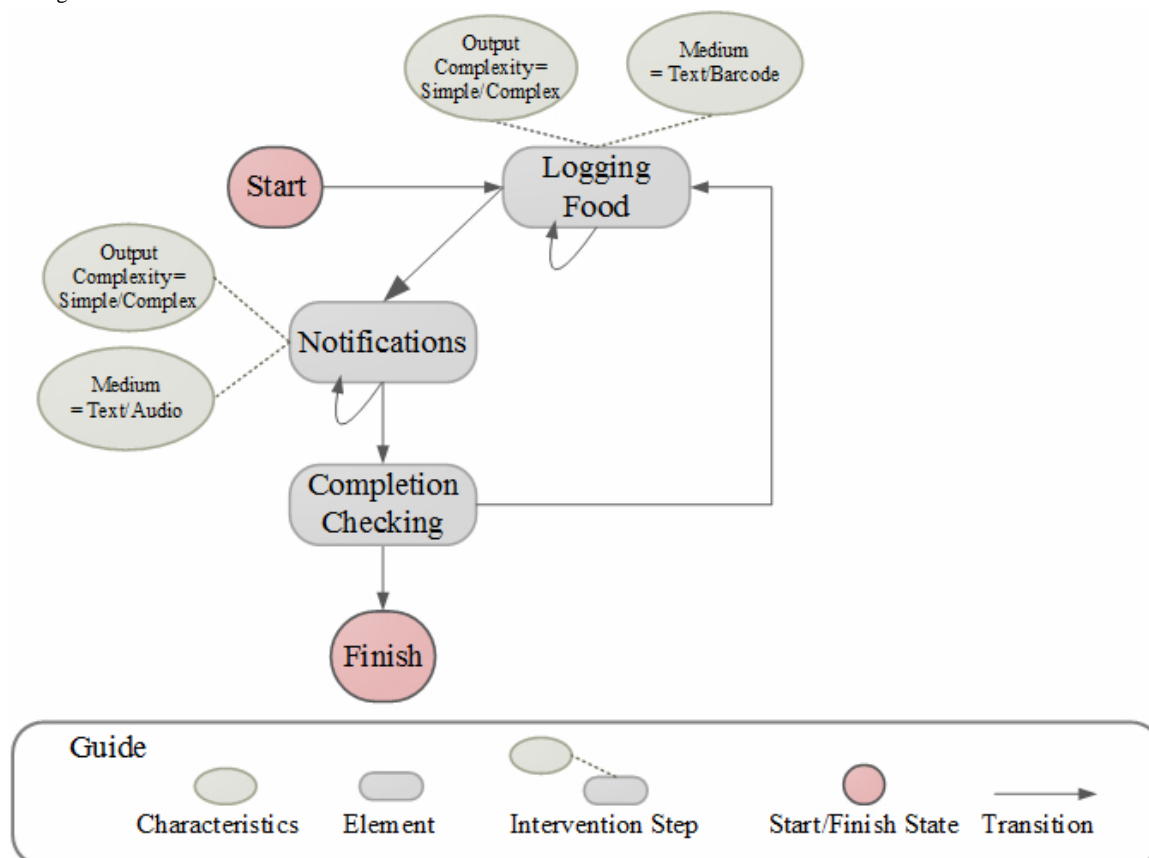 Output
Complexity=
Simple/Complex
Medium
= Text/Barcode
Start
Logging
Food
Output
Complexity=
Simple/Complex
Notifications
Medium
= Text/Audio
Completion
Checking
Finish
Guide
Characteristics
Element
Intervention Step
Start/Finish State
Transition